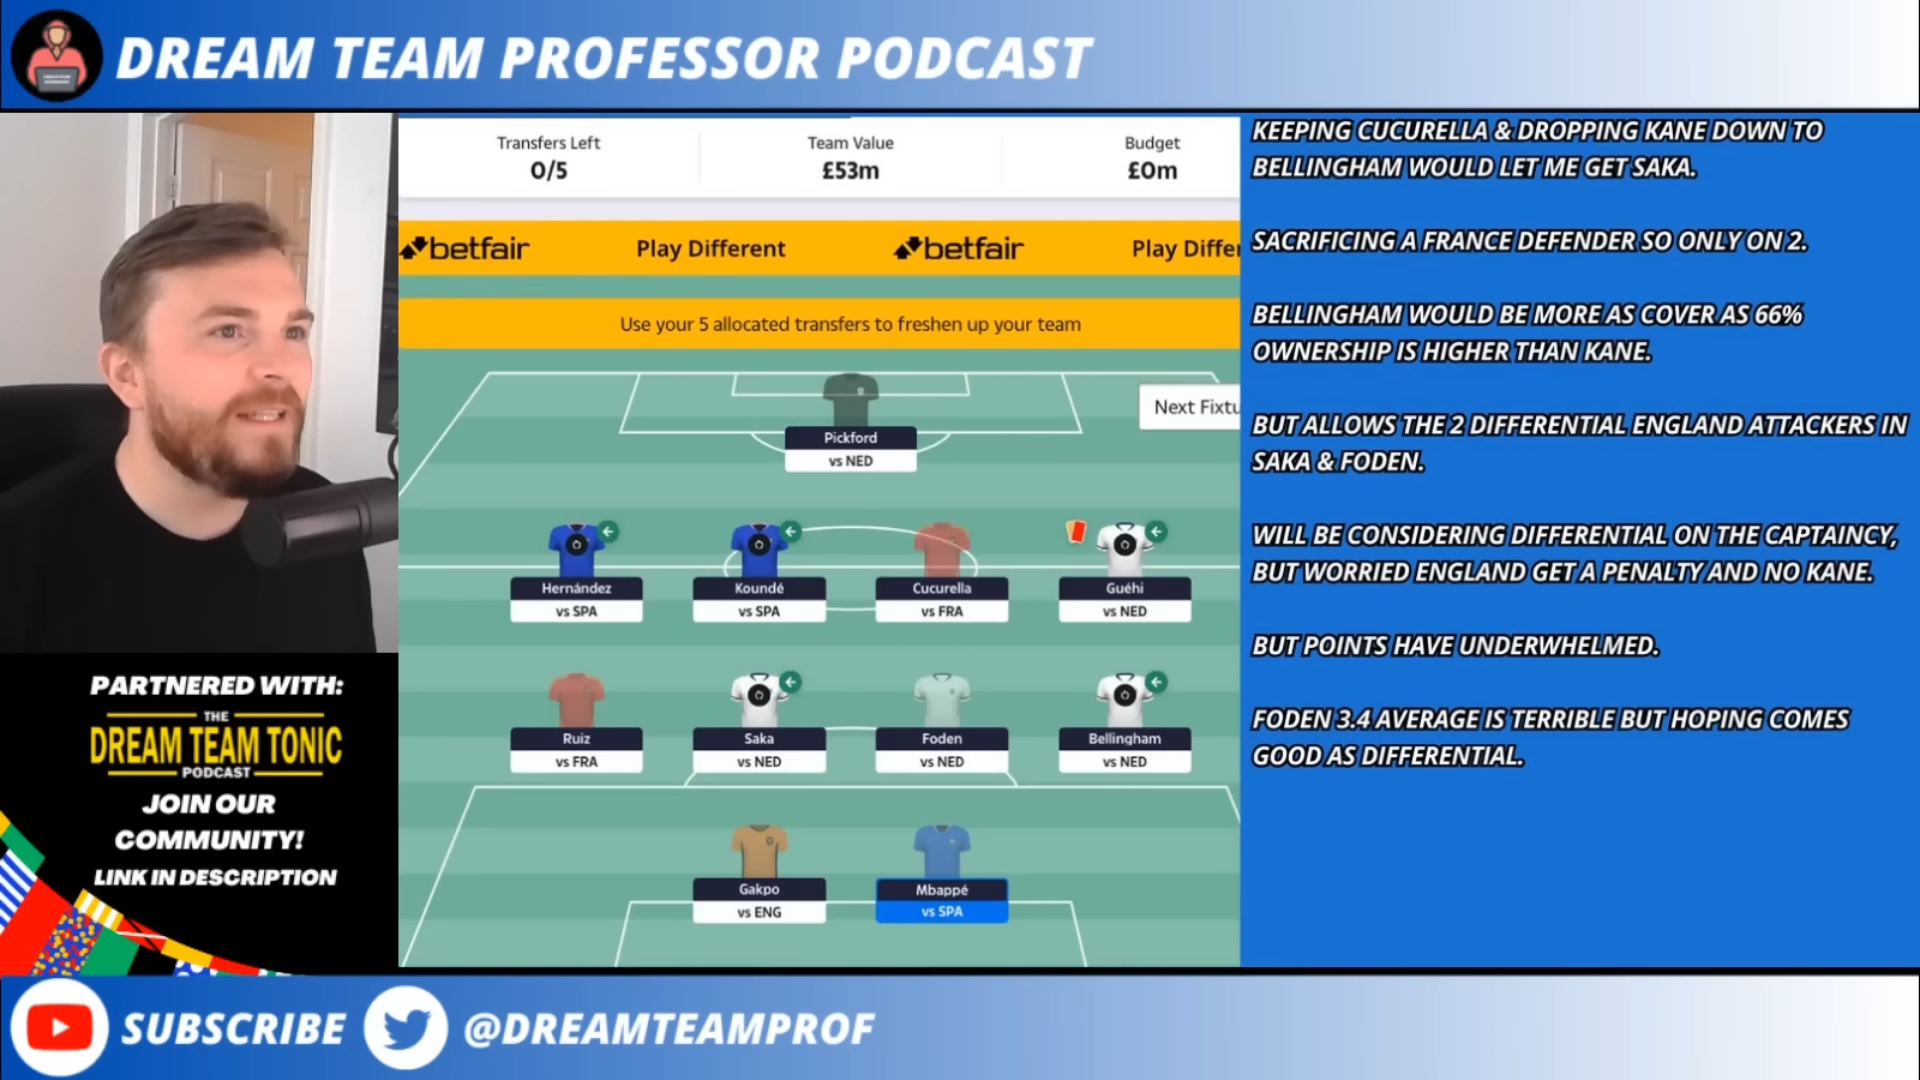 DREAM TEAM PROFESSOR PODCAST
Transfers Left
0/5
Team Value
£53m
Budget
£0m
betfair
Play Different
betfair
Play Differ
Use your 5 allocated transfers to freshen up your team
Next Fixtu
Pickford
vs NED
Hernández
vs SPA
Koundé
vs SPA
Cucurella
vs FRA
Guéhi
vs NED
Ruiz
vs FRA
Saka
vs NED
Foden
vs NED
Bellingham
vs NED
Gakpo
vs ENG
Mbappé
vs SPA
KEEPING CUCURELLA & DROPPING KANE DOWN TO
BELLINGHAM WOULD LET ME GET SAKA.
SACRIFICING A FRANCE DEFENDER SO ONLY ON 2.
BELLINGHAM WOULD BE MORE AS COVER AS 66%
OWNERSHIP IS HIGHER THAN KANE.
BUT ALLOWS THE 2 DIFFERENTIAL ENGLAND ATTACKERS IN
SAKA & FODEN.
WILL BE CONSIDERING DIFFERENTIAL ON THE CAPTAINCY,
BUT WORRIED ENGLAND GET A PENALTY AND NO KANE.
BUT POINTS HAVE UNDERWHELMED.
FODEN 3.4 AVERAGE IS TERRIBLE BUT HOPING COMES
GOOD AS DIFFERENTIAL.
PARTNERED WITH:
THE
DREAM TEAM TONIC
PODCAST
JOIN OUR
COMMUNITY!
LINK IN DESCRIPTION
SUBSCRIBE
@DREAMTEAMPROF